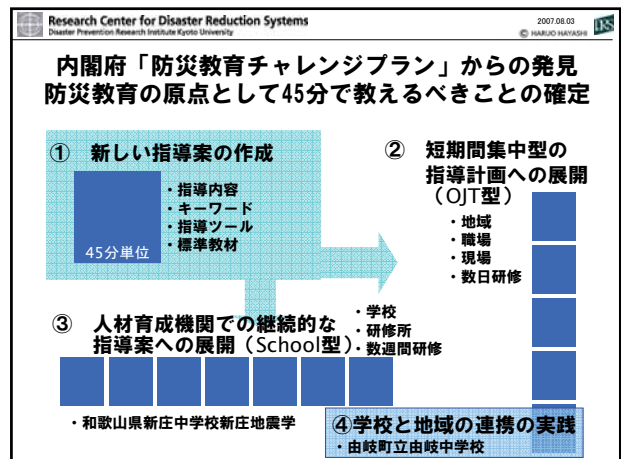 Research Center for Disaster Reduction Systems
Disaster Prevention Research Institute Kyoto University
2007.08.03
© HARUO HAYASHI
DRS
内閣府「防災教育チャレンジプラン」からの発見
防災教育の原点として45分で教えるべきことの確定
① 新しい指導案の作成
45分単位
・指導内容
・キーワード
・指導ツール
・標準教材
② 短期間集中型の
指導計画への展開
（OJT型）
・地域
・職場
・現場
・数日研修
③ 人材育成機関での継続的な
指導案への展開（School型）
・学校
・研修所
・数週間研修
・和歌山県新庄中学校新庄地震学
④学校と地域の連携の実践
・由岐町立由岐中学校